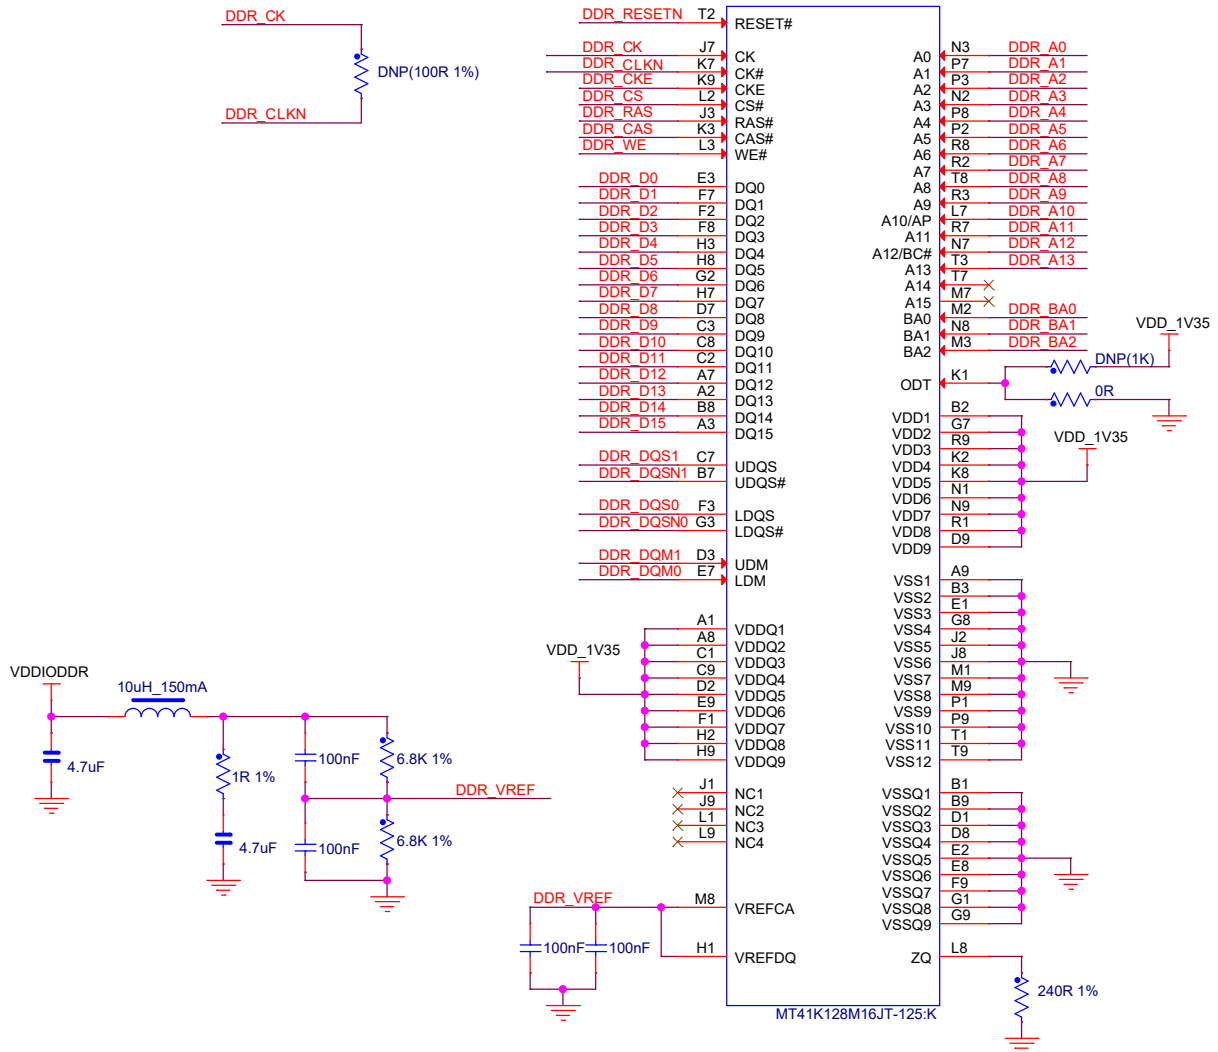 DDR_CK
DNP(100R 1%)
DDR_CLKN
DDR_RESETN T2 RESET#
DDR_CK J7 CK
DDR_CLKN K7 CK#
DDR_CKE K9 CKE
DDR_CS L2 CS#
DDR_RAS J3 RAS#
DDR_CAS K3 CAS#
DDR_WE L3 WE#
DDR_D0 E3 DQ0
DDR_D1 F7 DQ1
DDR_D2 F2 DQ2
DDR_D3 F8 DQ3
DDR_D4 H3 DQ4
DDR_D5 H8 DQ5
DDR_D6 G2 DQ6
DDR_D7 H7 DQ7
DDR_D8 D7 DQ8
DDR_D9 C3 DQ9
DDR_D10 C8 DQ10
DDR_D11 C2 DQ11
DDR_D12 A7 DQ12
DDR_D13 A2 DQ13
DDR_D14 B8 DQ14
DDR_D15 A3 DQ15
DDR_DQS1 C7 UDQS
DDR_DQSN1 B7 UDQS#
DDR_DQS0 F3 LDQS
DDR_DQSN0 G3 LDQS#
DDR_DQM1 D3 UDM
DDR_DQM0 E7 LDM
VDD_1V35
A1 VDDQ1
A8 VDDQ2
C1 VDDQ3
C9 VDDQ4
D2 VDDQ5
E9 VDDQ6
F1 VDDQ7
H2 VDDQ8
H9 VDDQ9
J1 NC1
J9 NC2
L1 NC3
L9 NC4
DDR_VREF
M8 VREFCA
100nF
100nF
H1 VREFDQ
A0 N3 DDR_A0
A1 P7 DDR_A1
A2 P3 DDR_A2
A3 N2 DDR_A3
A4 P8 DDR_A4
A5 P2 DDR_A5
A6 R8 DDR_A6
A7 R2 DDR_A7
A8 T8 DDR_A8
A9 R3 DDR_A9
A10/AP L7 DDR_A10
A11 R7 DDR_A11
A12/BC# N7 DDR_A12
A13 T3 DDR_A13
A14 T7
A15 M7
BA0 M2 DDR_BA0
BA1 N8 DDR_BA1
BA2 M3 DDR_BA2
VDD_1V35
DNP(1K)
ODT K1
0R
VDD1 B2
VDD2 G7
VDD3 R9
VDD4 K2
VDD5 K8
VDD6 N1
VDD7 N9
VDD8 R1
VDD9 D9
VDD_1V35
VSS1 A9
VSS2 B3
VSS3 E1
VSS4 G8
VSS5 J2
VSS6 J8
VSS7 M1
VSS8 M9
VSS9 P1
VSS10 P9
VSS11 T1
VSS12 T9
VSSQ1 B1
VSSQ2 B9
VSSQ3 D1
VSSQ4 D8
VSSQ5 E2
VSSQ6 E8
VSSQ7 F9
VSSQ8 G1
VSSQ9 G9
ZQ L8
240R 1%
MT41K128M16JT-125:K
VDDIODDR
10uH_150mA
4.7uF
1R 1%
4.7uF
100nF
6.8K 1%
DDR_VREF
100nF
6.8K 1%